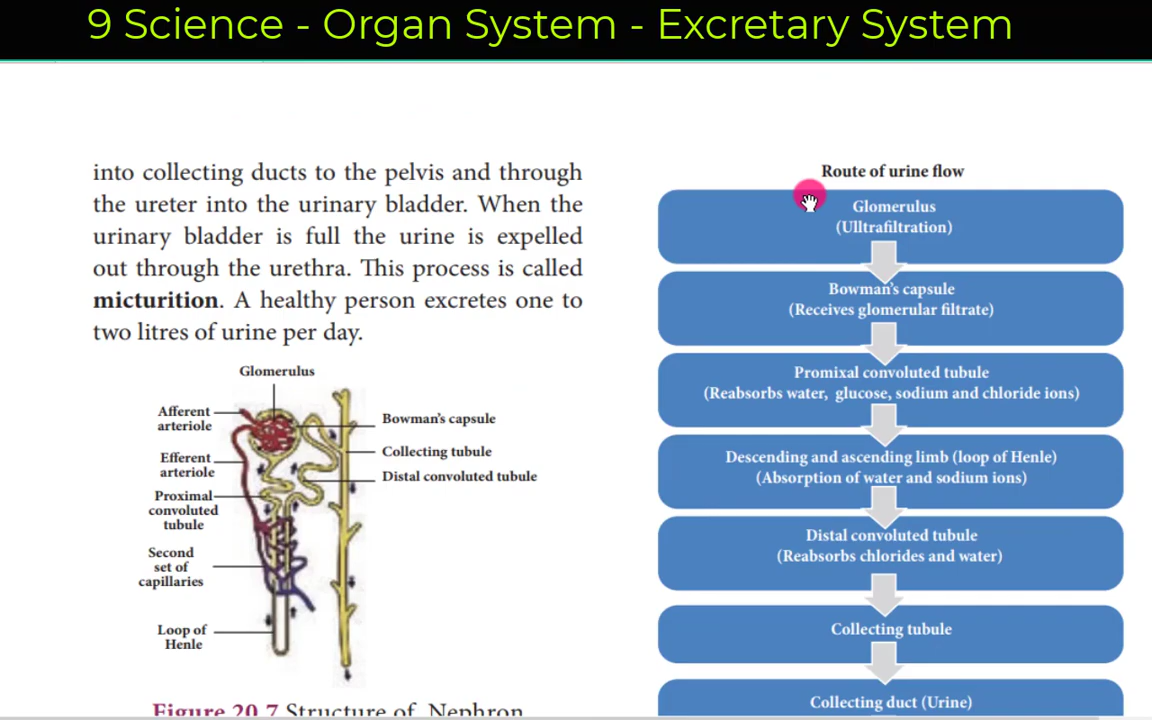 9 Science - Organ System - Excretary System
into collecting ducts to the pelvis and through
the ureter into the urinary bladder. When the
urinary bladder is full the urine is expelled
out through the urethra. This process is called
micturition. A healthy person excretes one to
two litres of urine per day.
Glomerulus
Afferent
arteriole
Efferent
arteriole
Proximal
convoluted
tubule
Second
set of
capillaries
Loop of
Henle
Bowman's capsule
Collecting tubule
Distal convoluted tubule
Figure 20.7 Structure of Nephron
Route of urine flow
Glomerulus
(Ulltrafiltration)
Bowman's capsule
(Receives glomerular filtrate)
Promixal convoluted tubule
(Reabsorbs water, glucose, sodium and chloride ions)
Descending and ascending limb (loop of Henle)
(Absorption of water and sodium ions)
Distal convoluted tubule
(Reabsorbs chlorides and water)
Collecting tubule
Collecting duct (Urine)